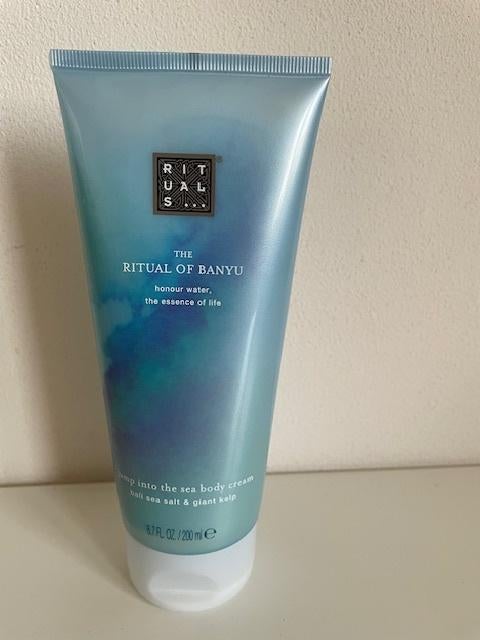 RIT
UAL
S...
®
THE
RITUAL OF BANYU
honour water,
the essence of life
jump into the sea body cream
bali sea salt & giant kelp
6.7 FL. OZ. / 200 ml ℮